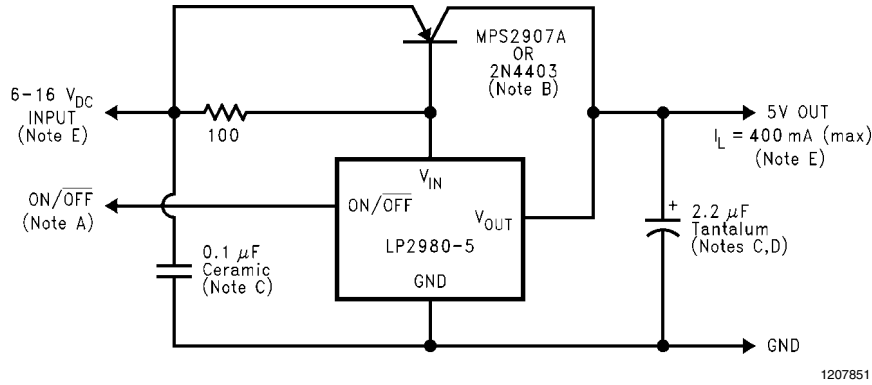 MPS2907A
OR
2N4403
(Note B)
6–16 V_DC
INPUT
(Note E)
100
5V OUT
I_L = 400 mA (max)
(Note E)
V_IN
ON/OFF
(Note A)
ON/OFF
V_OUT
LP2980-5
GND
0.1 μF
Ceramic
(Note C)
+
2.2 μF
Tantalum
(Notes C,D)
GND
1207851